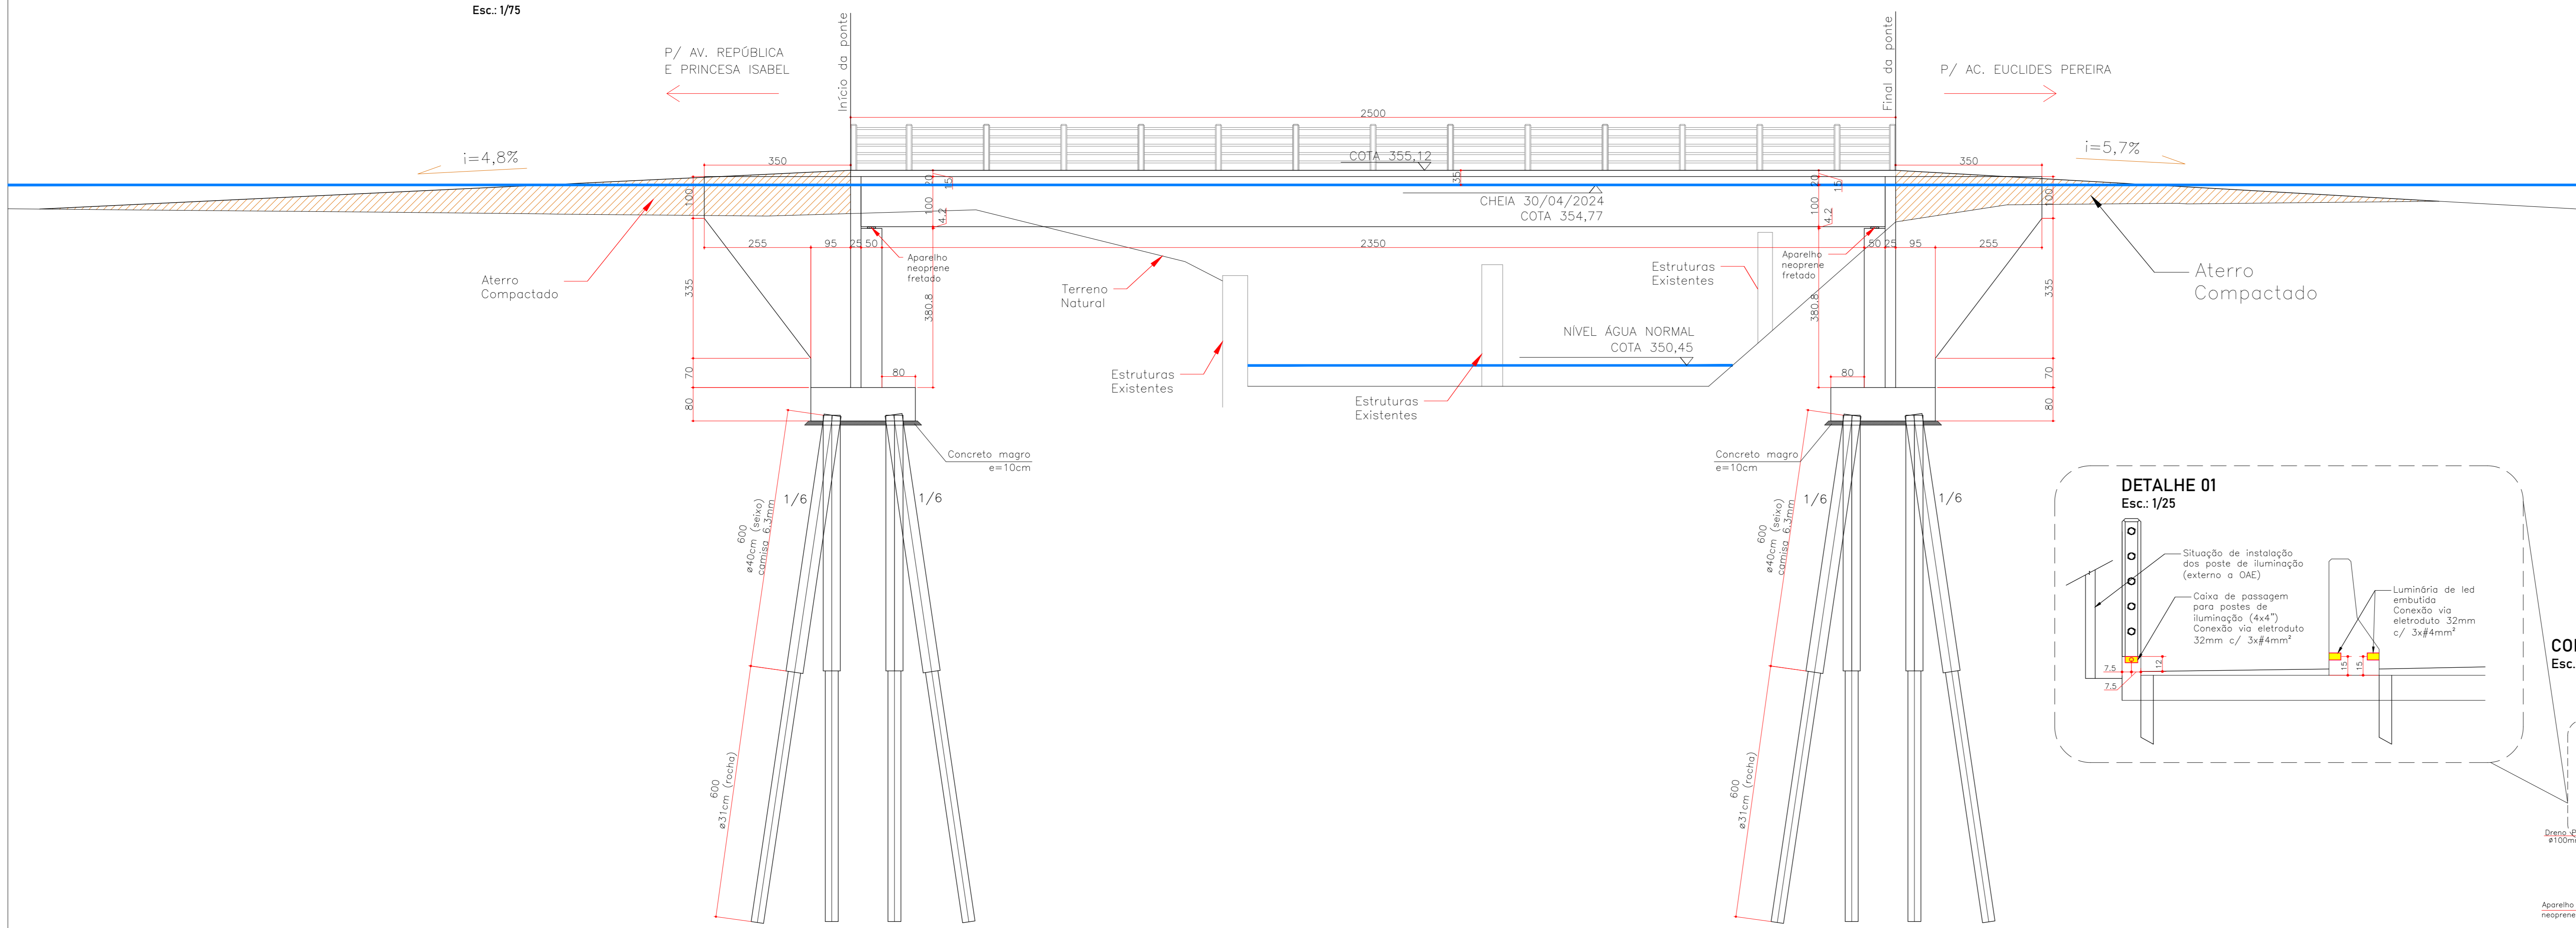 Esc.: 1/75
P/ AV. REPÚBLICA
E PRINCESA ISABEL
Início da ponte
Final da ponte
P/ AC. EUCLIDES PEREIRA
2500
i=4,8%
350
COTA 355,12
350
i=5,7%
100
20
15
35
20
15
100
100
4.2
CHEIA 30/04/2024
COTA 354,77
100
4.2
255
95
25
50
2350
50
25
95
255
Aterro
Compactado
335
Aparelho
neoprene
fretado
380.8
Terreno
Natural
Estruturas
Existentes
Aparelho
neoprene
fretado
380.8
335
Aterro
Compactado
NÍVEL ÁGUA NORMAL
COTA 350,45
70
80
Estruturas
Existentes
80
70
80
Estruturas
Existentes
80
Concreto magro
e=10cm
Concreto magro
e=10cm
1/6
1/6
1/6
1/6
600
ø40cm (seixo)
camisa 6.3mm
600
ø40cm (seixo)
camisa 6.3mm
600
ø31cm (rocha)
600
ø31cm (rocha)
DETALHE 01
Esc.: 1/25
Situação de instalação
dos poste de iluminação
(externo a OAE)
Caixa de passagem
para postes de
iluminação (4x4")
Conexão via eletroduto
32mm c/ 3x#4mm²
Luminária de led
embutida
Conexão via
eletroduto 32mm
c/ 3x#4mm²
7.5
12
15
15
7.5
Esc.
Dreno
Aparelho
neoprene